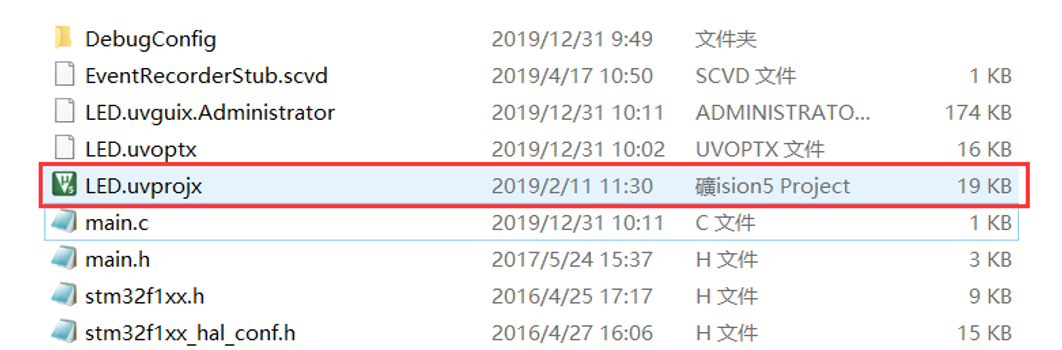 DebugConfig 2019/12/31 9:49 文件夹
EventRecorderStub.scvd 2019/4/17 10:50 SCVD 文件 1 KB
LED.uvguix.Administrator 2019/12/31 10:11 ADMINISTRATO... 174 KB
LED.uvoptx 2019/12/31 10:02 UVOPTX 文件 16 KB
LED.uvprojx 2019/2/11 11:30 礦ision5 Project 19 KB
main.c 2019/12/31 10:11 C 文件 1 KB
main.h 2017/5/24 15:37 H 文件 3 KB
stm32f1xx.h 2016/4/25 17:17 H 文件 9 KB
stm32f1xx_hal_conf.h 2016/4/27 16:06 H 文件 15 KB